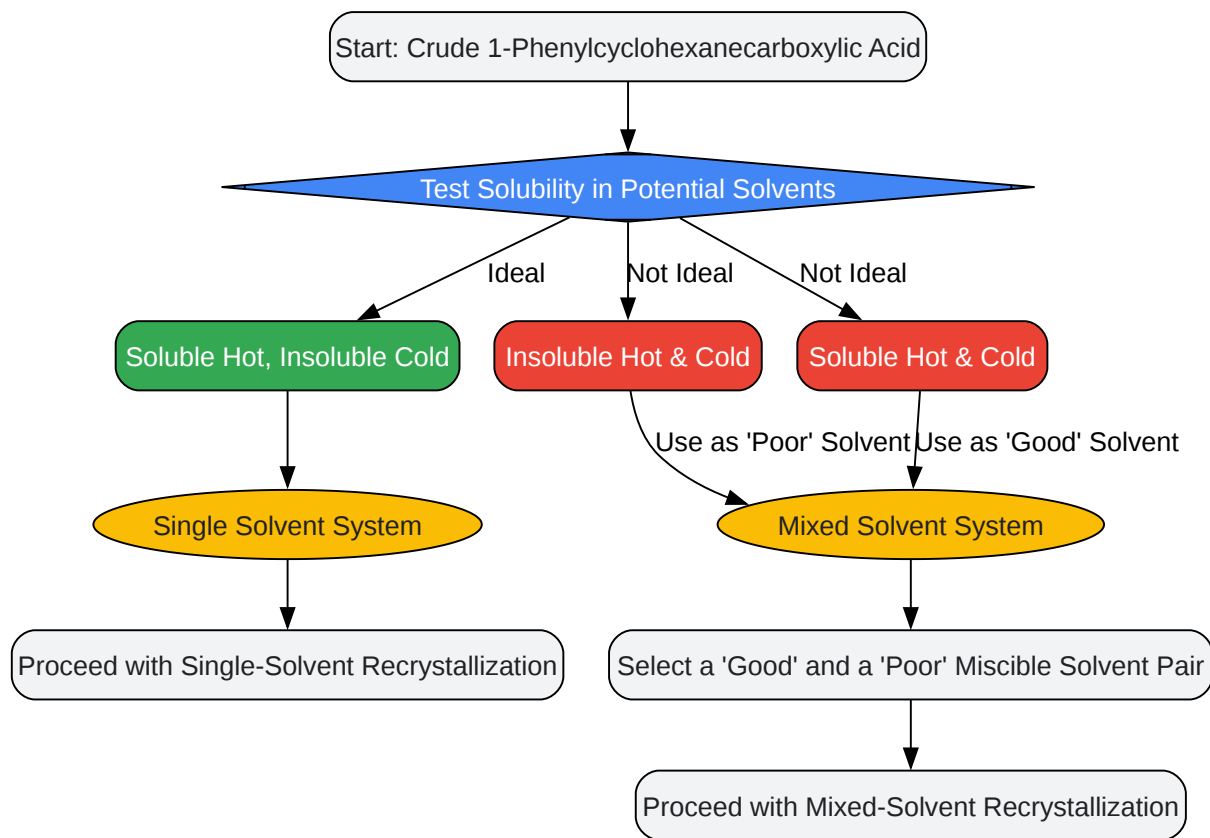 Start: Crude 1-Phenylcyclohexanecarboxylic Acid
Test Solubility in Potential Solvents
Ideal
Not Ideal
Not Ideal
Soluble Hot, Insoluble Cold
Insoluble Hot & Cold
Soluble Hot & Cold
Use as 'Poor' Solvent
Use as 'Good' Solvent
Single Solvent System
Mixed Solvent System
Proceed with Single-Solvent Recrystallization
Select a 'Good' and a 'Poor' Miscible Solvent Pair
Proceed with Mixed-Solvent Recrystallization